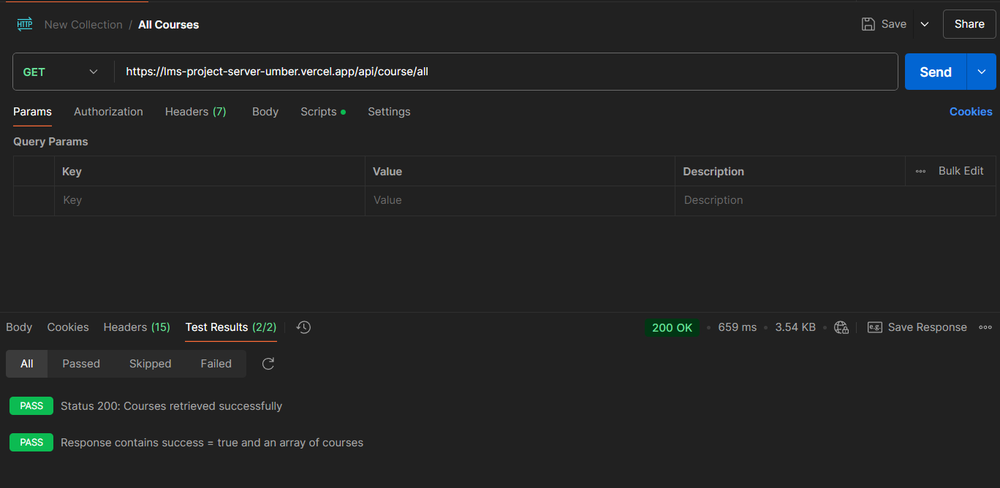 HTTP New Collection / All Courses Save Share
GET https://lms-project-server-umber.vercel.app/api/course/all Send
Params Authorization Headers (7) Body Scripts Settings Cookies
Query Params
Key Value Description Bulk Edit
Key Value Description
Body Cookies Headers (15) Test Results (2/2) 200 OK 659 ms 3.54 KB e.g. Save Response
All Passed Skipped Failed
PASS Status 200: Courses retrieved successfully
PASS Response contains success = true and an array of courses